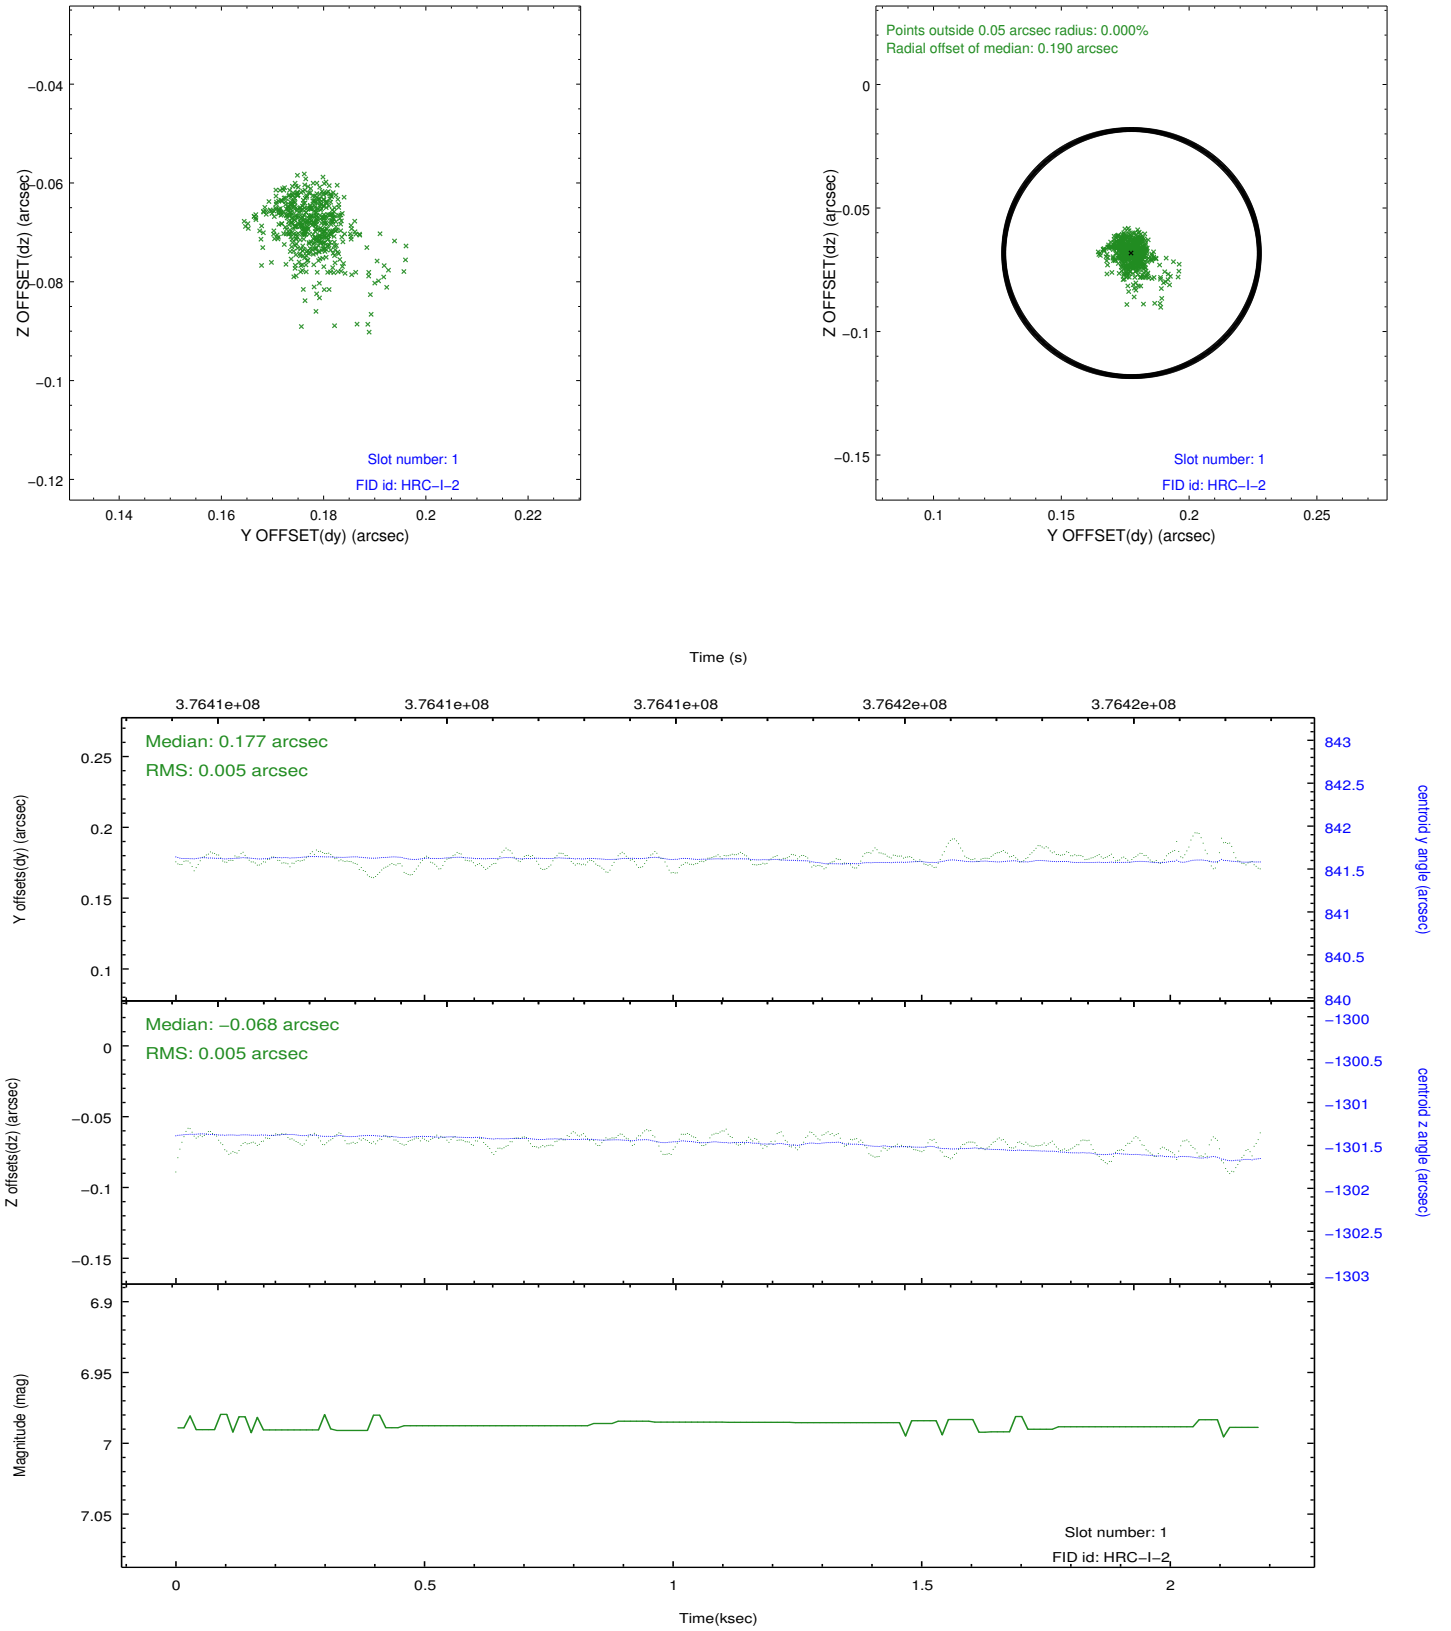 Points outside 0.05 arcsec radius: 0.000%
Radial offset of median: 0.190 arcsec
−0.04
−0.06
−0.08
−0.1
−0.12
Z OFFSET(dz) (arcsec)
Slot number: 1
FID id: HRC−I−2
0.14 0.16 0.18 0.2 0.22
Y OFFSET(dy) (arcsec)
0
−0.05
−0.1
−0.15
Z OFFSET(dz) (arcsec)
Slot number: 1
FID id: HRC−I−2
0.1 0.15 0.2 0.25
Y OFFSET(dy) (arcsec)
Time (s)
3.7641e+08 3.7641e+08 3.7641e+08 3.7642e+08 3.7642e+08
Median: 0.177 arcsec
RMS: 0.005 arcsec
0.25
0.2
0.15
0.1
Y offsets(dy) (arcsec)
843
842.5
842
841.5
841
840.5
840
centroid y angle (arcsec)
Median: −0.068 arcsec
RMS: 0.005 arcsec
0
−0.05
−0.1
−0.15
Z offsets(dz) (arcsec)
−1300
−1300.5
−1301
−1301.5
−1302
−1302.5
−1303
centroid z angle (arcsec)
6.9
6.95
7
7.05
Magnitude (mag)
Slot number: 1
FID id: HRC−I−2
0 0.5 1 1.5 2
Time(ksec)